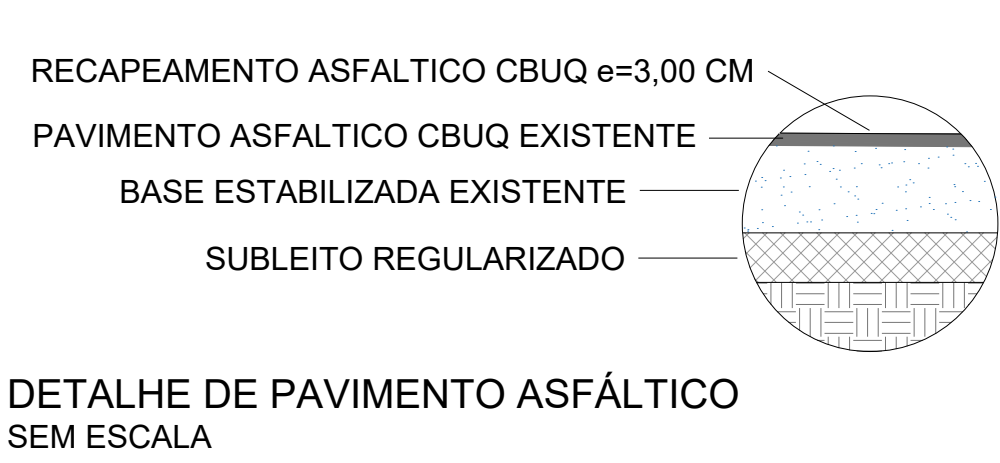 RECAPEAMENTO ASFALTICO CBUQ e=3,00 CM
PAVIMENTO ASFALTICO CBUQ EXISTENTE
BASE ESTABILIZADA EXISTENTE
SUBLEITO REGULARIZADO
DETALHE DE PAVIMENTO ASFÁLTICO
SEM ESCALA